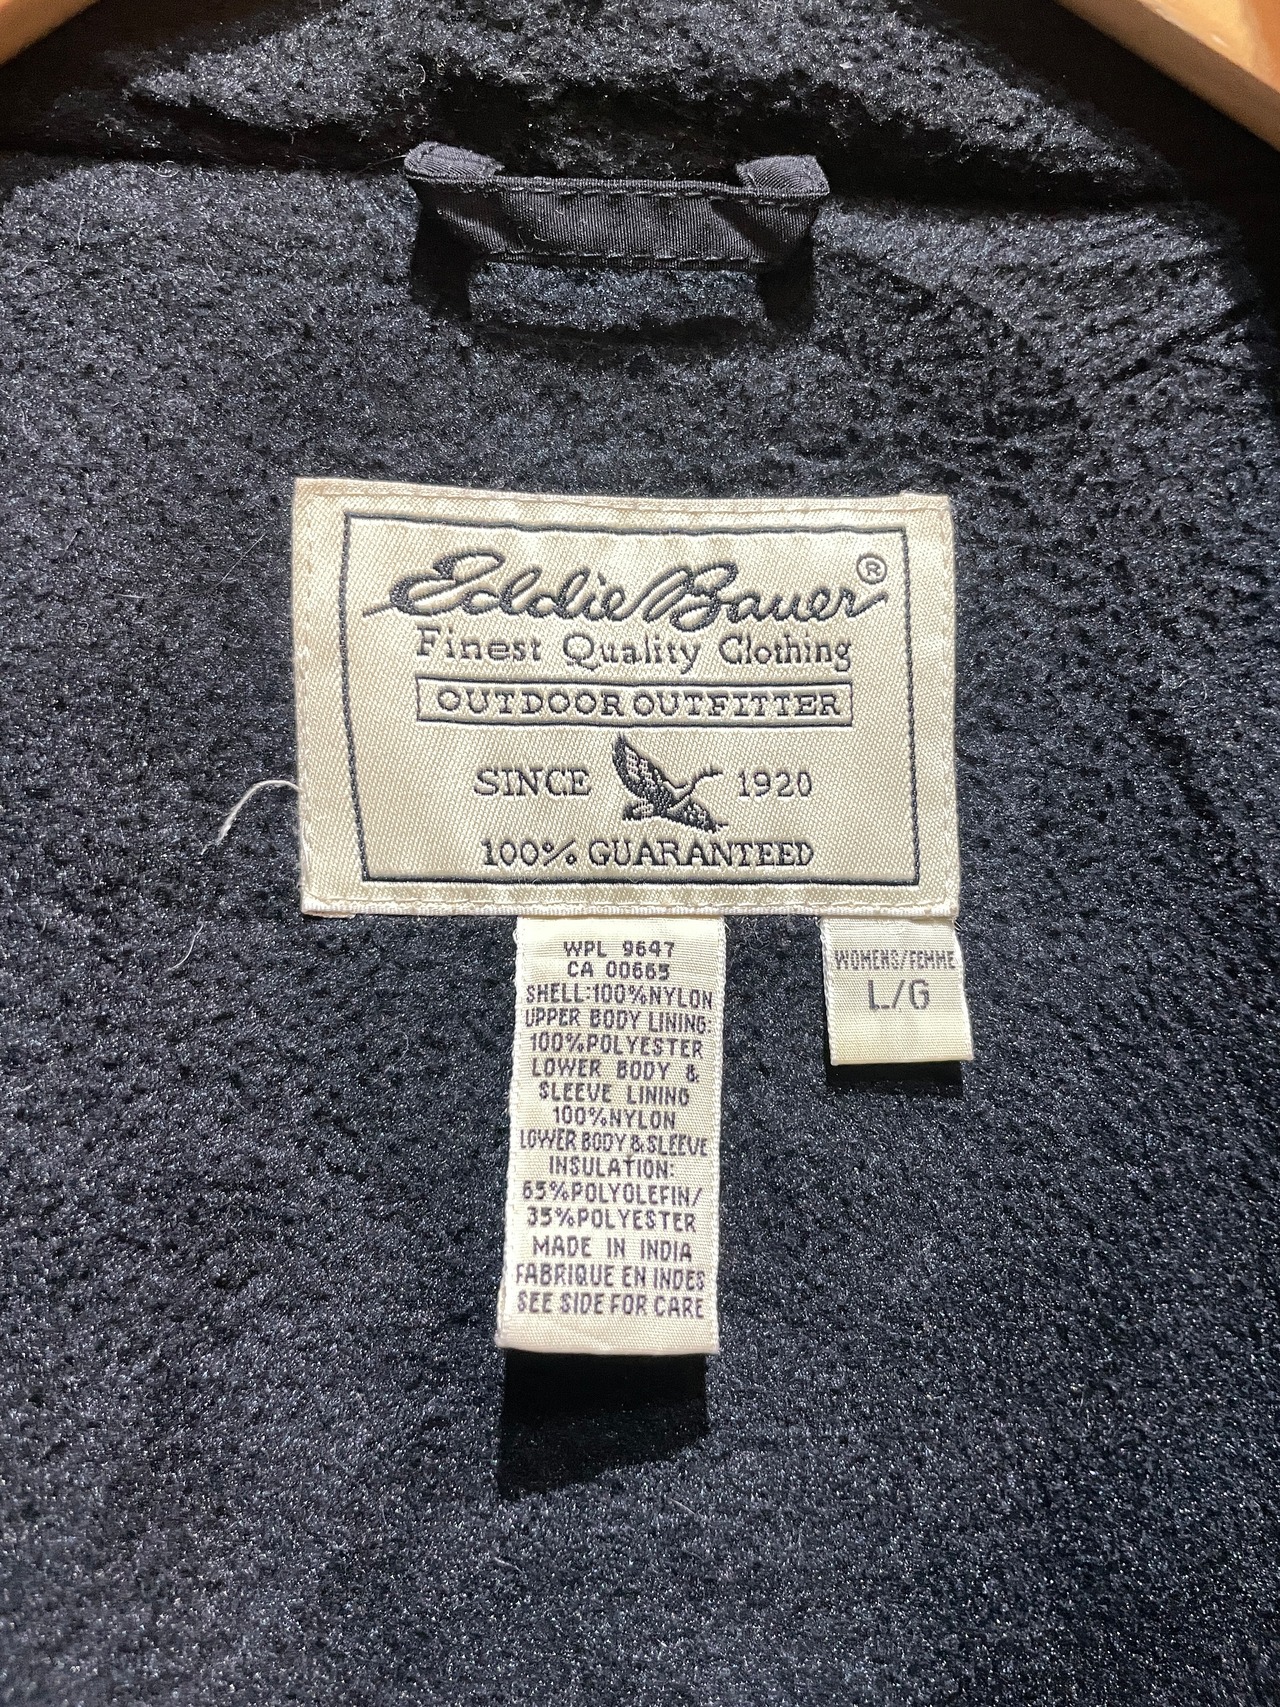 Eddie Bauer®
Finest Quality Clothing
OUTDOOR OUTFITTER
SINCE 1920
100% GUARANTEED
WPL 9647
CA 00665
SHELL:100%NYLON
UPPER BODY LINING:
100%POLYESTER
LOWER BODY &
SLEEVE LINING
100%NYLON
LOWER BODY&SLEEVE
INSULATION:
65%POLYOLEFIN/
35%POLYESTER
MADE IN INDIA
FABRIQUE EN INDES
SEE SIDE FOR CARE
WOMENS/FEMME
L/G